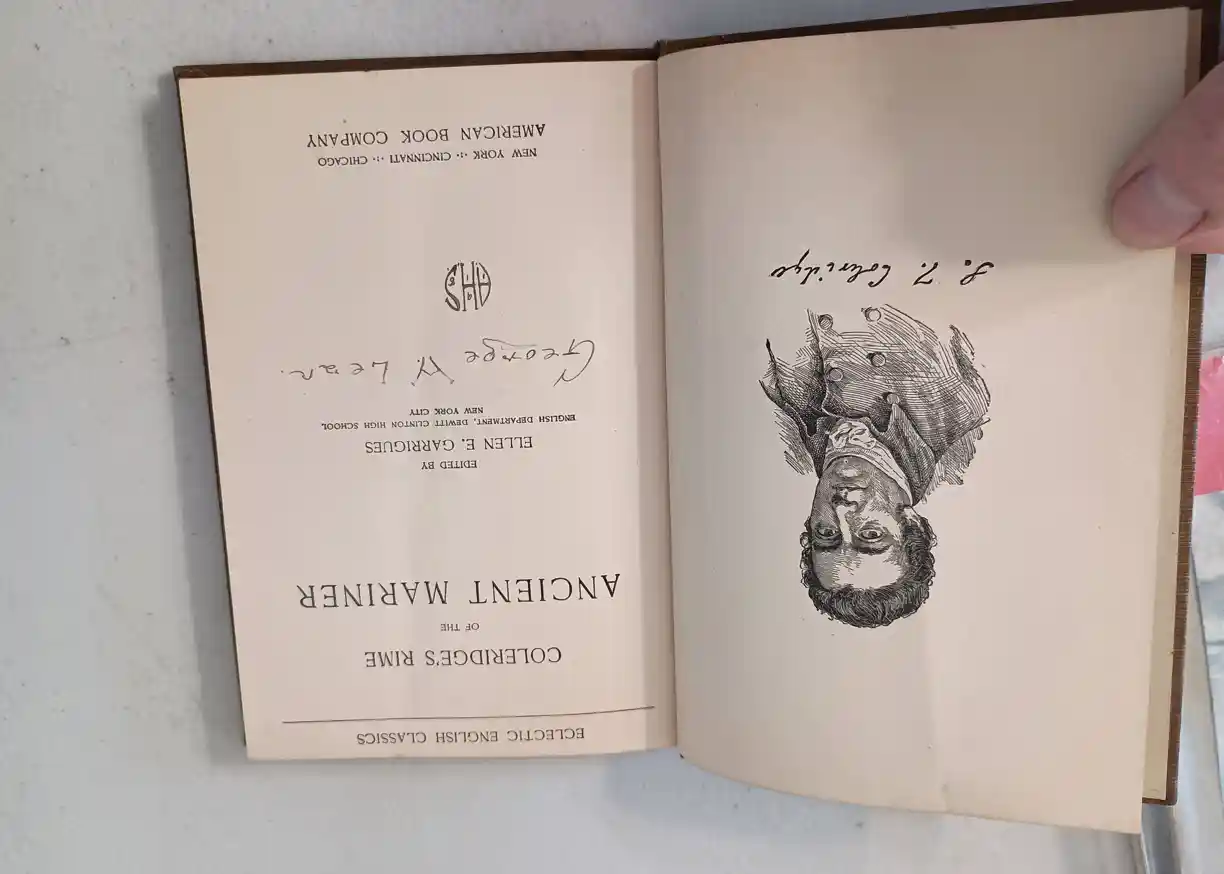 S. T. Coleridge
ECLECTIC ENGLISH CLASSICS
COLERIDGE'S RIME
OF THE
ANCIENT MARINER
EDITED BY
ELLEN E. GARRIGUES
ENGLISH DEPARTMENT, DEWITT CLINTON HIGH SCHOOL
NEW YORK CITY
George W. Lear.
NEW YORK ·:· CINCINNATI ·:· CHICAGO
AMERICAN BOOK COMPANY